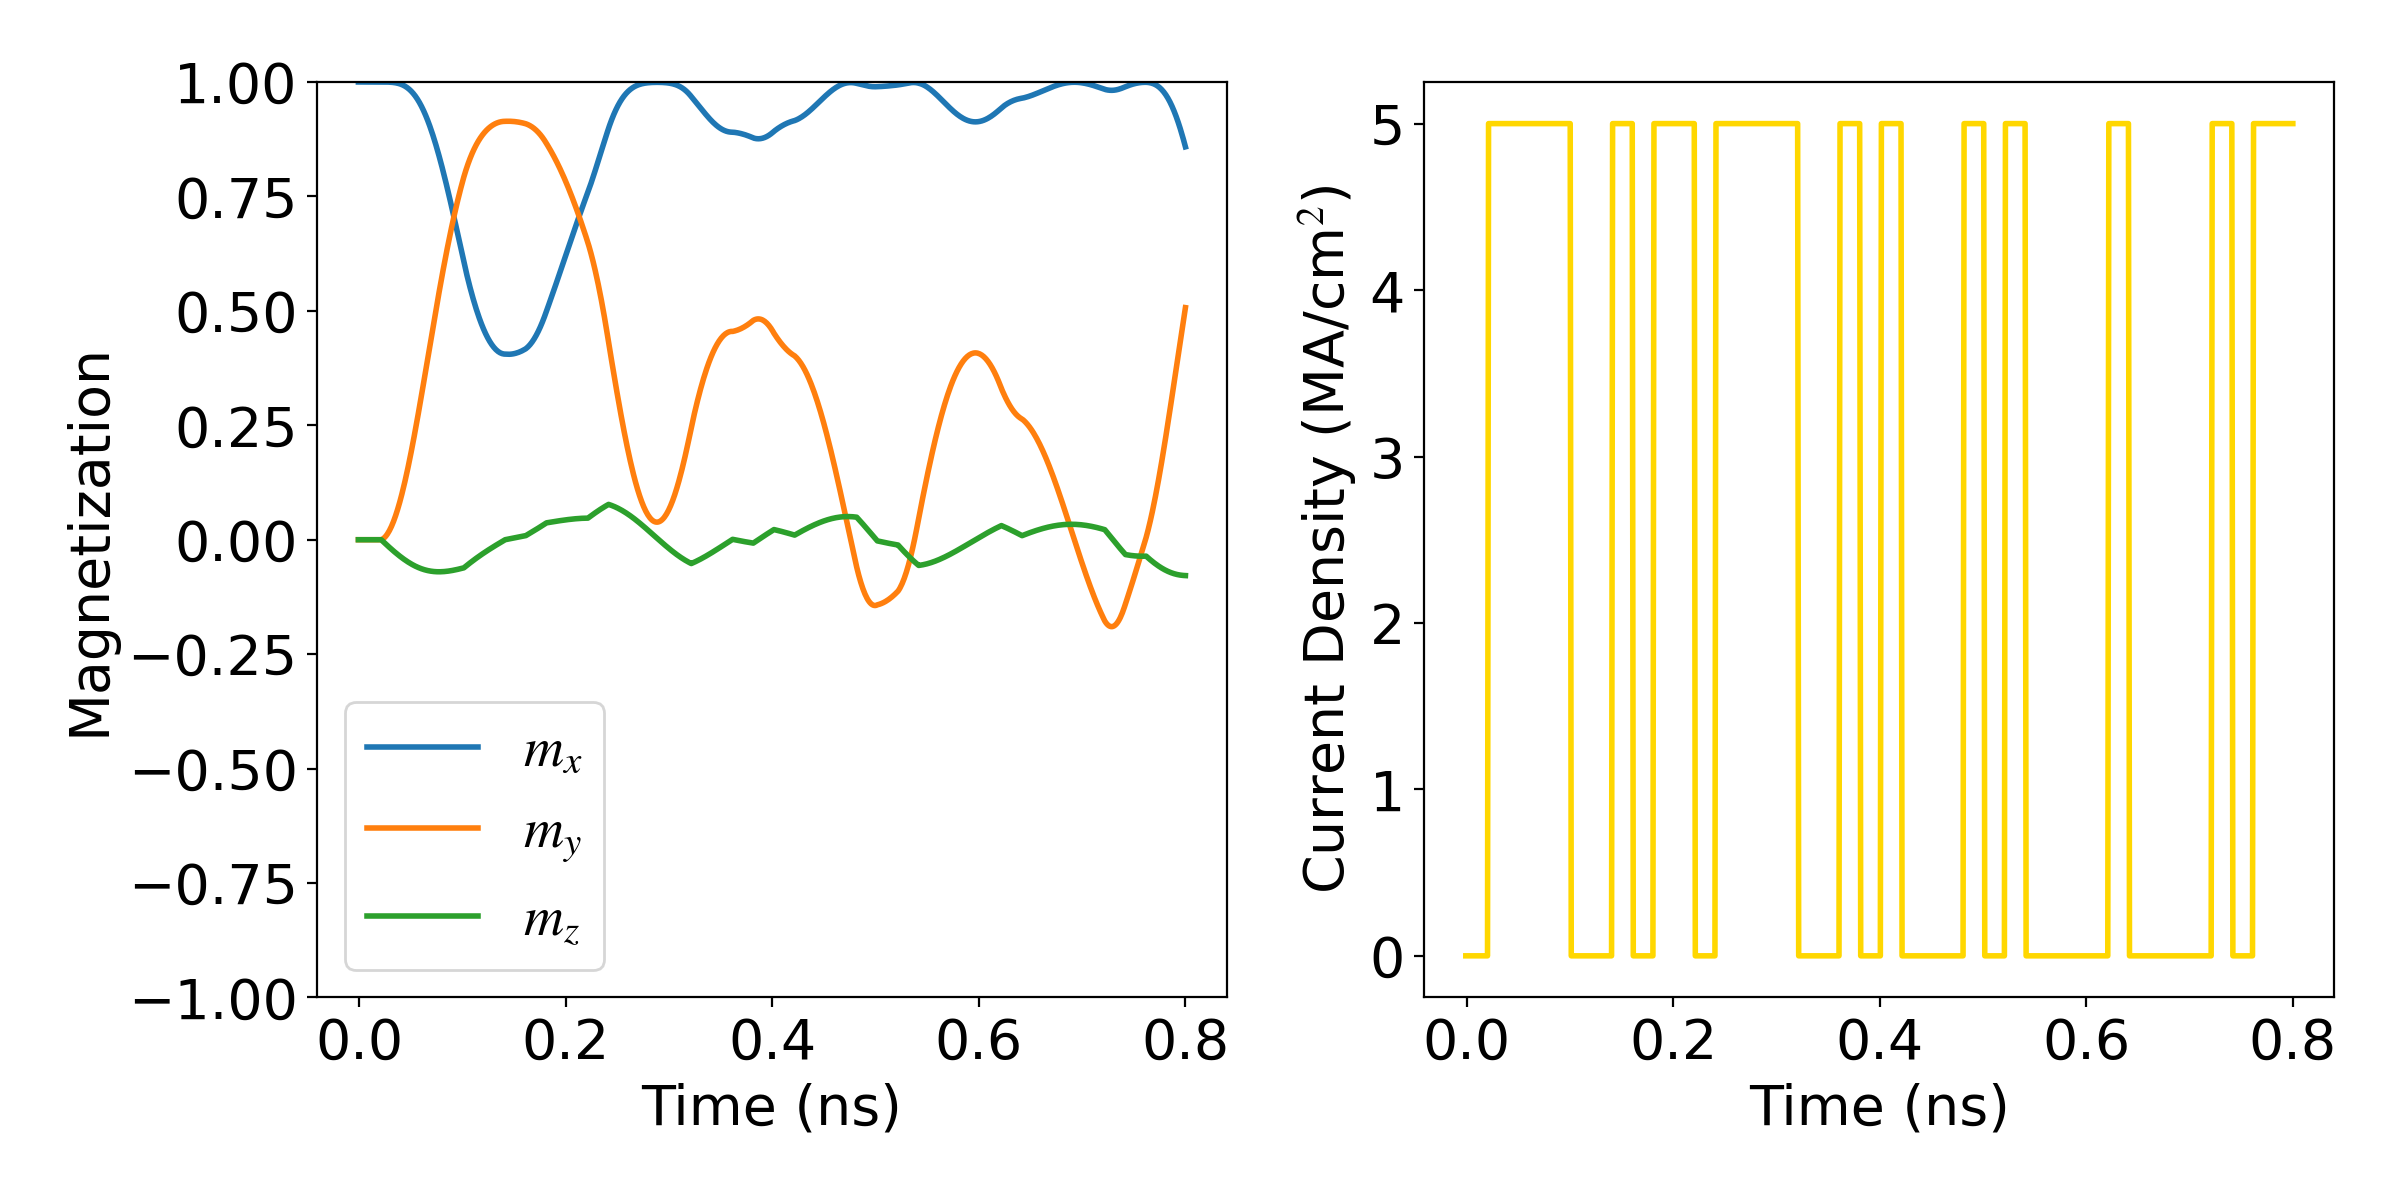 1.00
0.75
0.50
0.25
0.00
−0.25
−0.50
−0.75
−1.00
Magnetization
m_x
m_y
m_z
0.0 0.2 0.4 0.6 0.8
Time (ns)
5
4
3
2
1
0
Current Density (MA/cm²)
0.0 0.2 0.4 0.6 0.8
Time (ns)